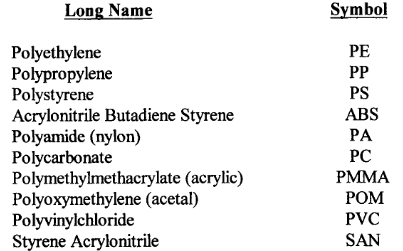 Long Name Symbol
Polyethylene PE
Polypropylene PP
Polystyrene PS
Acrylonitrile Butadiene Styrene ABS
Polyamide (nylon) PA
Polycarbonate PC
Polymethylmethacrylate (acrylic) PMMA
Polyoxymethylene (acetal) POM
Polyvinylchloride PVC
Styrene Acrylonitrile SAN